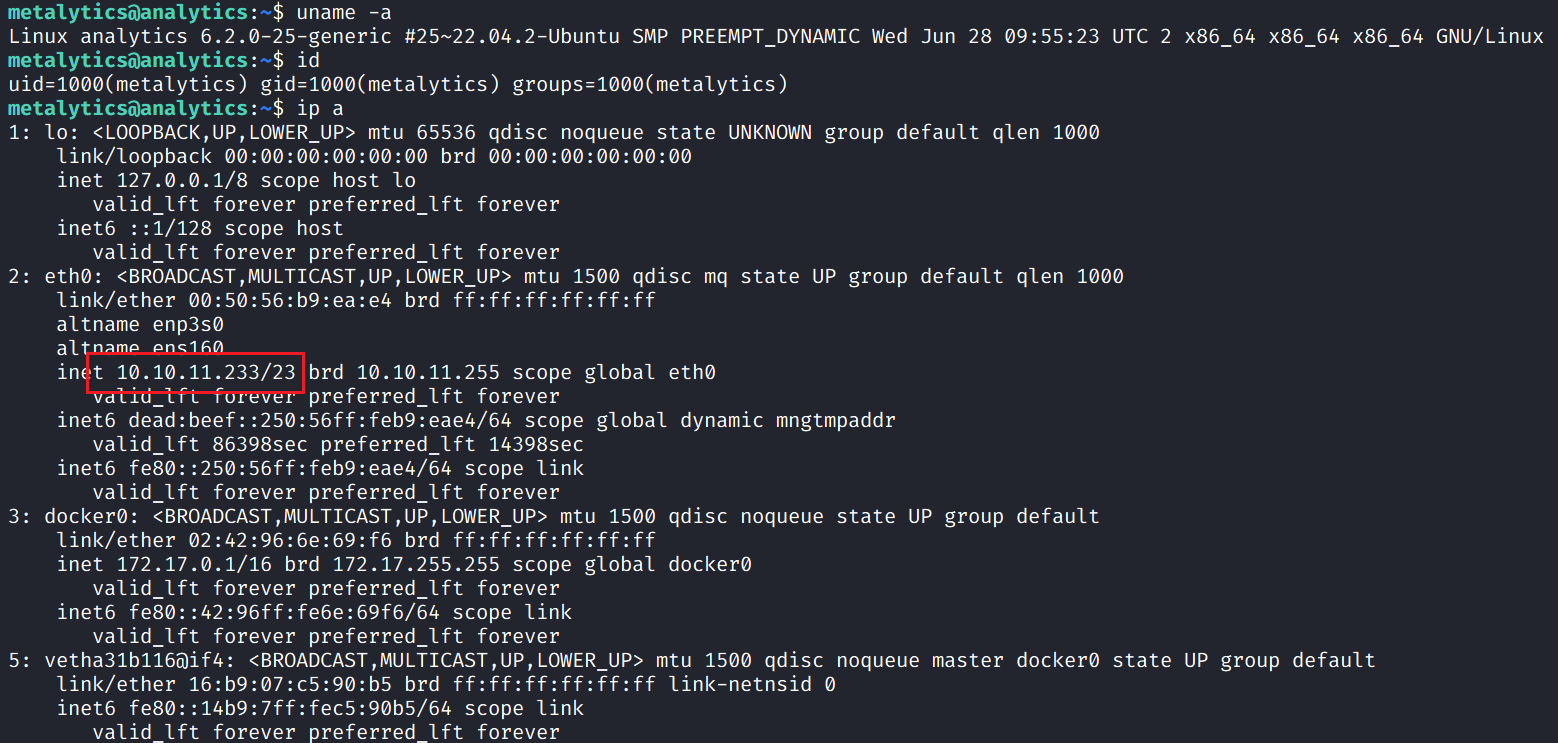 metalytics@analytics:~$ uname -a
Linux analytics 6.2.0-25-generic #25~22.04.2-Ubuntu SMP PREEMPT_DYNAMIC Wed Jun 28 09:55:23 UTC 2 x86_64 x86_64 x86_64 GNU/Linux
metalytics@analytics:~$ id
uid=1000(metalytics) gid=1000(metalytics) groups=1000(metalytics)
metalytics@analytics:~$ ip a
1: lo: <LOOPBACK,UP,LOWER_UP> mtu 65536 qdisc noqueue state UNKNOWN group default qlen 1000
    link/loopback 00:00:00:00:00:00 brd 00:00:00:00:00:00
    inet 127.0.0.1/8 scope host lo
       valid_lft forever preferred_lft forever
    inet6 ::1/128 scope host
       valid_lft forever preferred_lft forever
2: eth0: <BROADCAST,MULTICAST,UP,LOWER_UP> mtu 1500 qdisc mq state UP group default qlen 1000
    link/ether 00:50:56:b9:ea:e4 brd ff:ff:ff:ff:ff:ff
    altname enp3s0
    altname ens160
    inet 10.10.11.233/23 brd 10.10.11.255 scope global eth0
       valid_lft forever preferred_lft forever
    inet6 dead:beef::250:56ff:feb9:eae4/64 scope global dynamic mngtmpaddr
       valid_lft 86398sec preferred_lft 14398sec
    inet6 fe80::250:56ff:feb9:eae4/64 scope link
       valid_lft forever preferred_lft forever
3: docker0: <BROADCAST,MULTICAST,UP,LOWER_UP> mtu 1500 qdisc noqueue state UP group default
    link/ether 02:42:96:6e:69:f6 brd ff:ff:ff:ff:ff:ff
    inet 172.17.0.1/16 brd 172.17.255.255 scope global docker0
       valid_lft forever preferred_lft forever
    inet6 fe80::42:96ff:fe6e:69f6/64 scope link
       valid_lft forever preferred_lft forever
5: vetha31b116@if4: <BROADCAST,MULTICAST,UP,LOWER_UP> mtu 1500 qdisc noqueue master docker0 state UP group default
    link/ether 16:b9:07:c5:90:b5 brd ff:ff:ff:ff:ff:ff link-netnsid 0
    inet6 fe80::14b9:7ff:fec5:90b5/64 scope link
       valid_lft forever preferred_lft forever